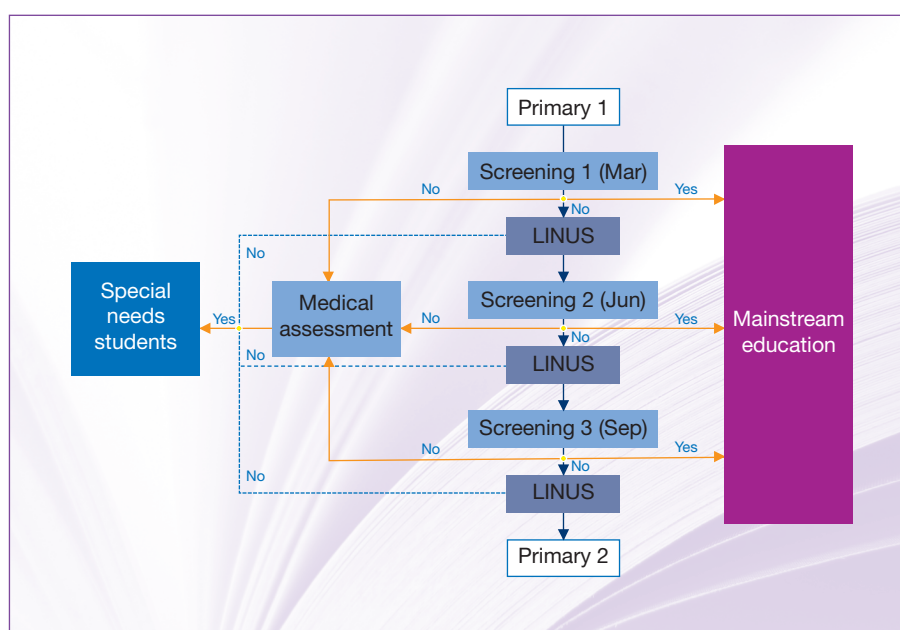 Primary 1
Screening 1 (Mar)
No
Yes
No
LINUS
No
Special
needs
students
Yes
Medical
assessment
No
Screening 2 (Jun)
Yes
No
Mainstream
education
No
LINUS
Screening 3 (Sep)
No
Yes
No
No
LINUS
Primary 2